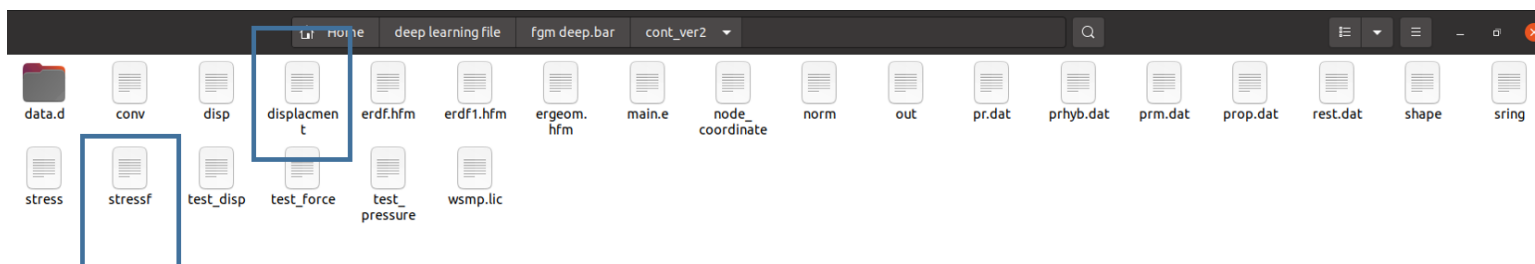 Home deep learning file fgm deep.bar cont_ver2
data.d conv disp displacmen erdf.hfm erdf1.hfm ergeom. main.e node_ norm out pr.dat prhyb.dat prm.dat prop.dat rest.dat shape sring
t hfm coordinate
stress stressf test_disp test_force test_ wsmp.lic
pressure